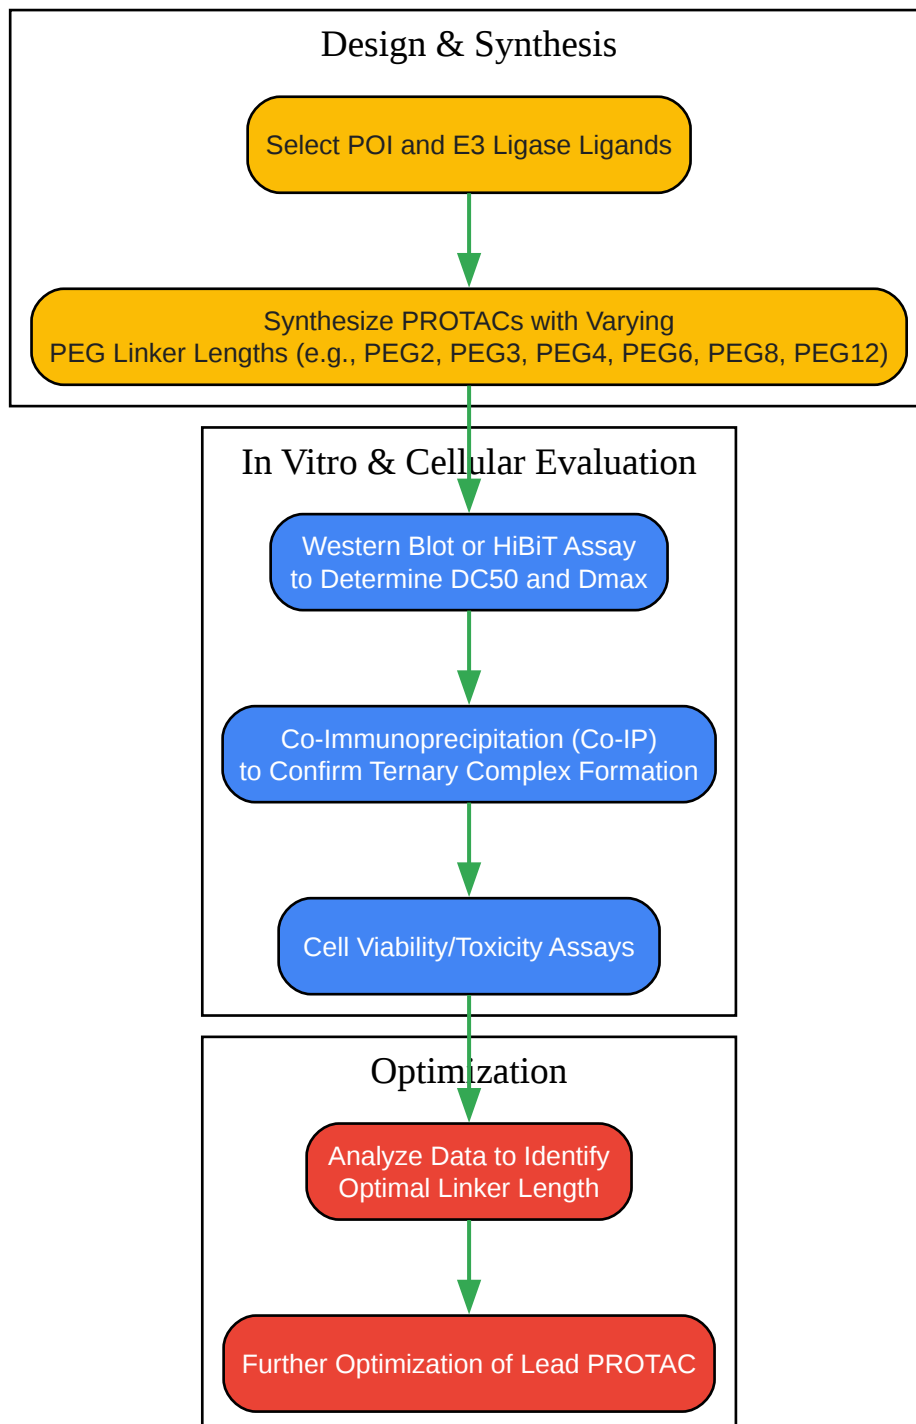 Design & Synthesis
Select POI and E3 Ligase Ligands
Synthesize PROTACs with Varying
PEG Linker Lengths (e.g., PEG2, PEG3, PEG4, PEG6, PEG8, PEG12)
In Vitro & Cellular Evaluation
Western Blot or HiBiT Assay
to Determine DC50 and Dmax
Co-Immunoprecipitation (Co-IP)
to Confirm Ternary Complex Formation
Cell Viability/Toxicity Assays
Optimization
Analyze Data to Identify
Optimal Linker Length
Further Optimization of Lead PROTAC